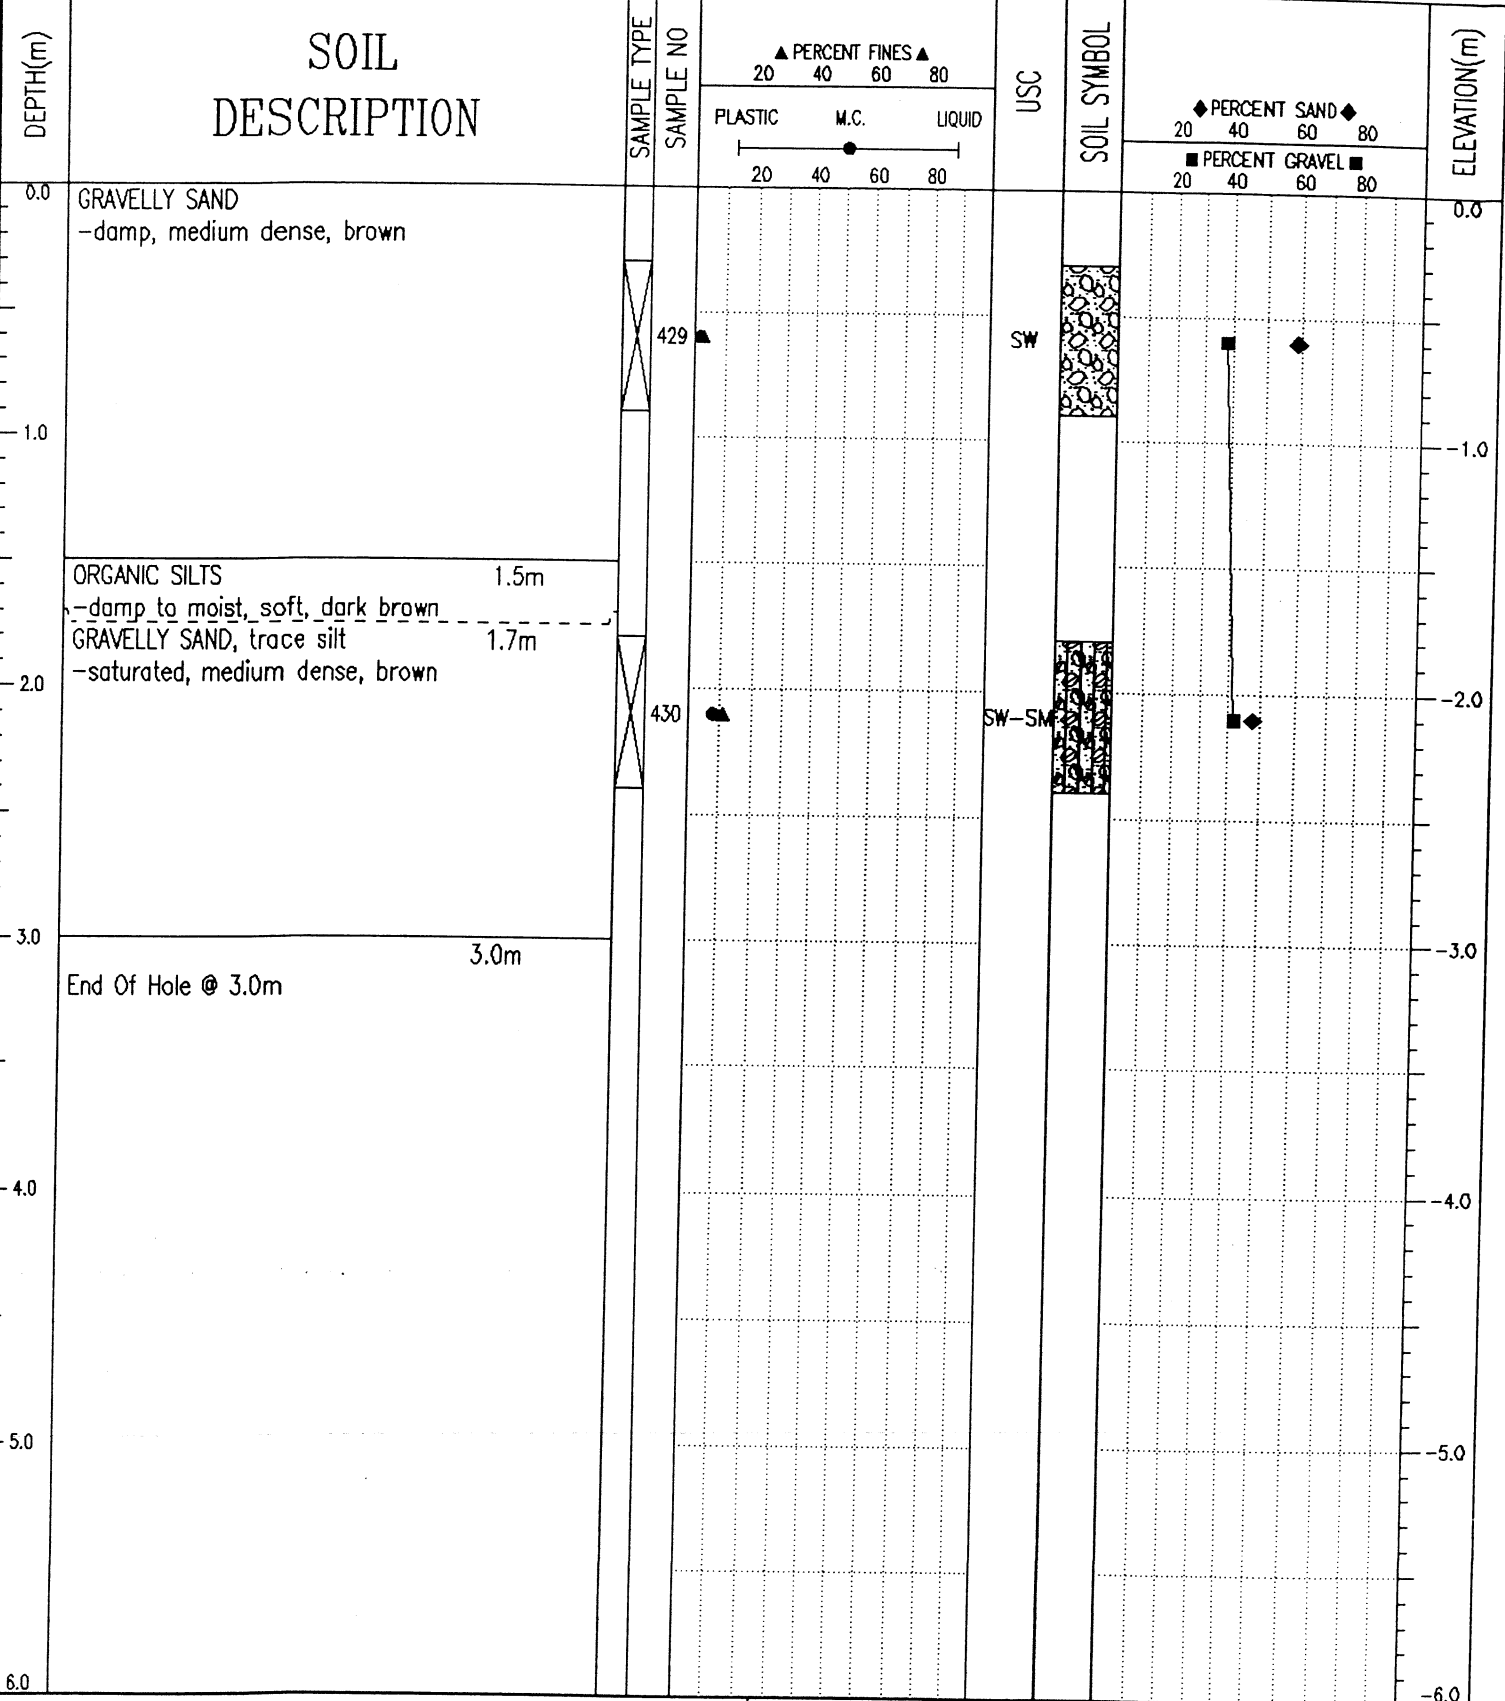 DEPTH(m)
SOIL
DESCRIPTION
SAMPLE TYPE
SAMPLE NO
▲ PERCENT FINES ▲
20 40 60 80
PLASTIC M.C. LIQUID
20 40 60 80
USC
SOIL SYMBOL
◆ PERCENT SAND ◆
20 40 60 80
■ PERCENT GRAVEL ■
20 40 60 80
ELEVATION(m)
0.0
GRAVELLY SAND
-damp, medium dense, brown
0.0
429
SW
1.0
-1.0
ORGANIC SILTS 1.5m
-damp to moist, soft, dark brown
GRAVELLY SAND, trace silt 1.7m
-saturated, medium dense, brown
2.0
-2.0
430
SW-SM
3.0
-3.0
3.0m
End Of Hole @ 3.0m
4.0
-4.0
5.0
-5.0
6.0
-6.0